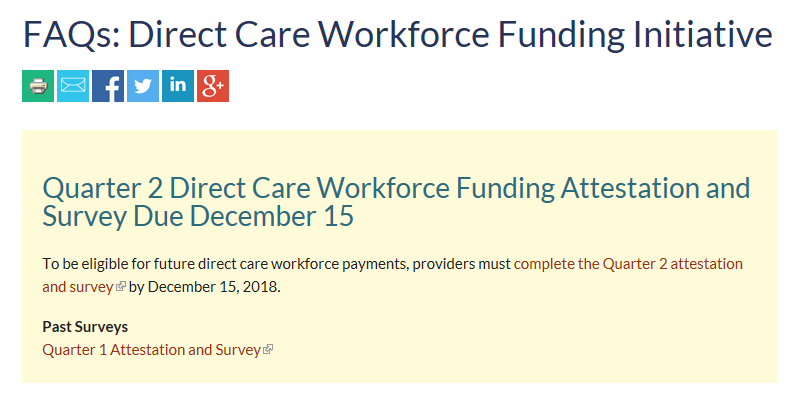 FAQs: Direct Care Workforce Funding Initiative
f
in
g+
Quarter 2 Direct Care Workforce Funding Attestation and
Survey Due December 15
To be eligible for future direct care workforce payments, providers must complete the Quarter 2 attestation
and survey by December 15, 2018.
Past Surveys
Quarter 1 Attestation and Survey